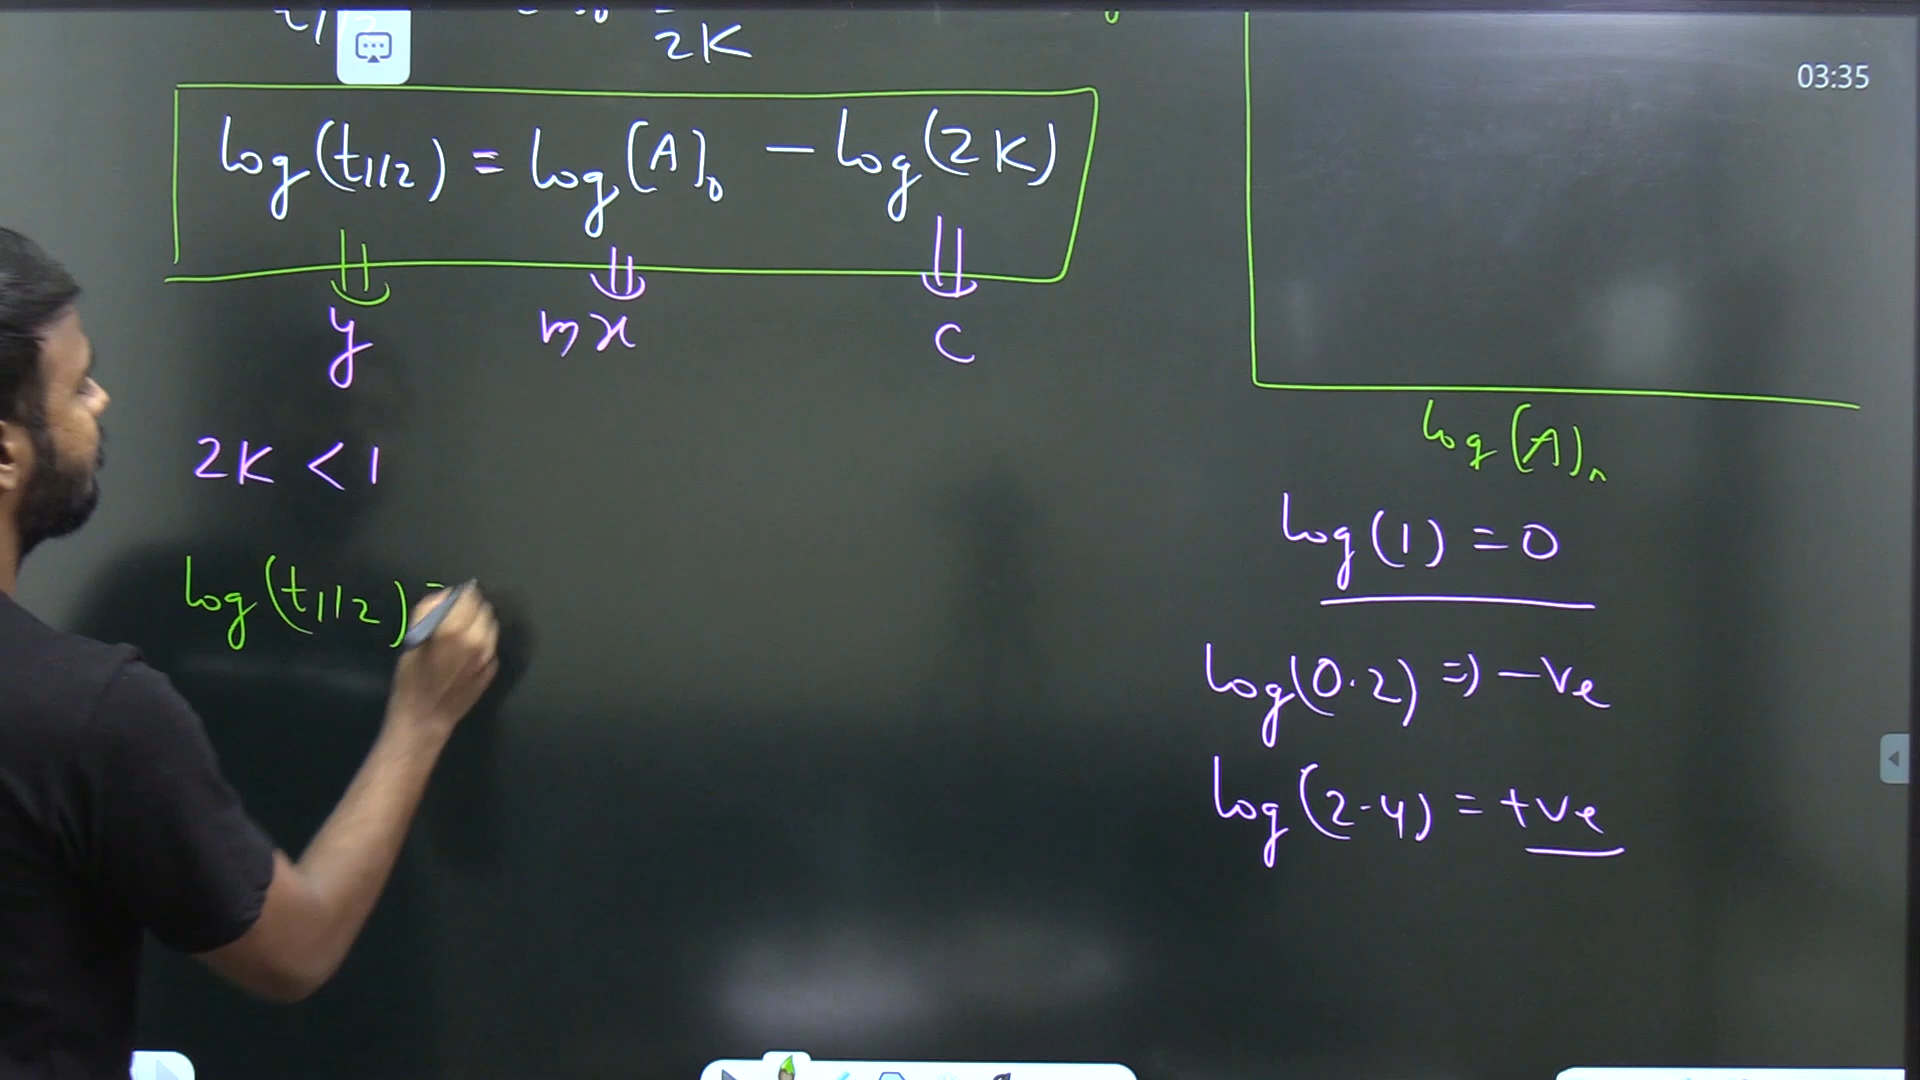 2K
03:35
log(t1/2) = log[A]0 - log(2K)
y mx c
2K < 1
log(t1/2) =
log[A]0
log(1) = 0
log(0.2) => -ve
log(2.4) = +ve